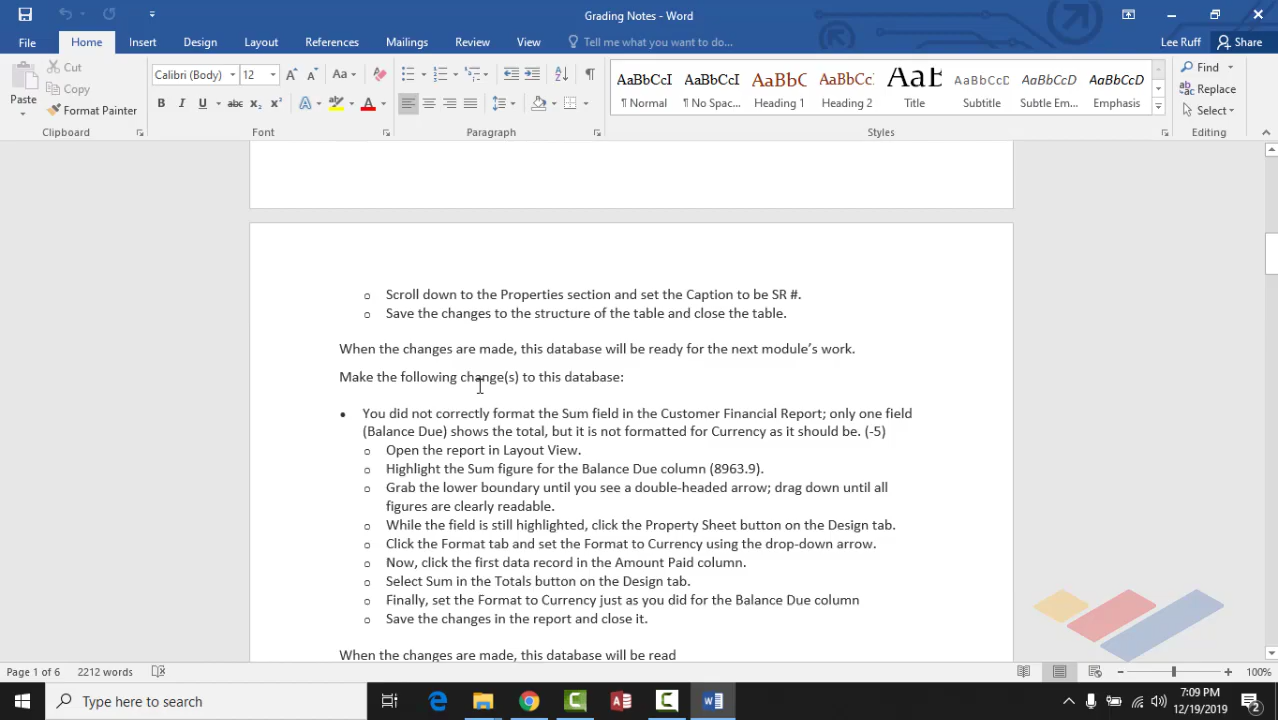 Grading Notes - Word
File Home Insert Design Layout References Mailings Review View Tell me what you want to do... Lee Ruff Share
Cut
Copy
Format Painter
Paste
Clipboard
Calibri (Body) 12
Font
Paragraph
AaBbCcI AaBbCcI AaBbC AaBbCc AaB AaBbCcD AaBbCcD AaBbCcD
¶ Normal ¶ No Spac... Heading 1 Heading 2 Title Subtitle Subtle Em... Emphasis
Styles
Find
Replace
Select
Editing
o Scroll down to the Properties section and set the Caption to be SR #.
o Save the changes to the structure of the table and close the table.
When the changes are made, this database will be ready for the next module's work.
Make the following change(s) to this database:
• You did not correctly format the Sum field in the Customer Financial Report; only one field
(Balance Due) shows the total, but it is not formatted for Currency as it should be. (-5)
o Open the report in Layout View.
o Highlight the Sum figure for the Balance Due column (8963.9).
o Grab the lower boundary until you see a double-headed arrow; drag down until all
figures are clearly readable.
o While the field is still highlighted, click the Property Sheet button on the Design tab.
o Click the Format tab and set the Format to Currency using the drop-down arrow.
o Now, click the first data record in the Amount Paid column.
o Select Sum in the Totals button on the Design tab.
o Finally, set the Format to Currency just as you did for the Balance Due column
o Save the changes in the report and close it.
When the changes are made, this database will be read
Page 1 of 6 2212 words 100%
Type here to search
7:09 PM
12/19/2019
2